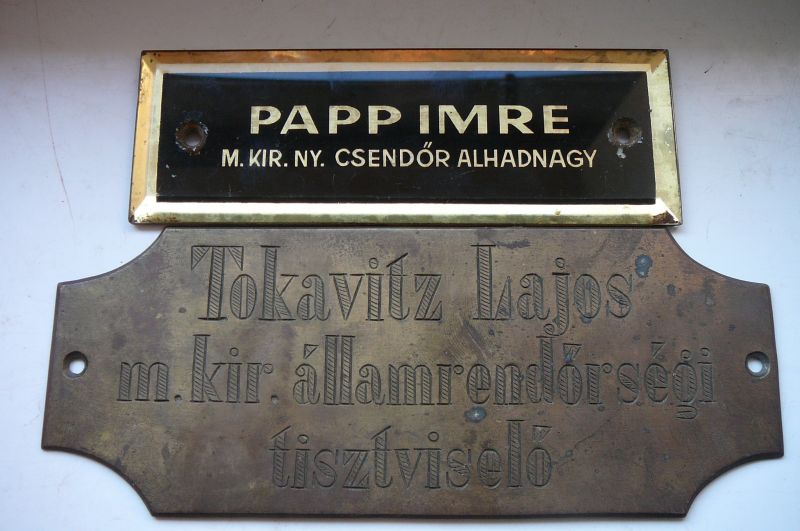 PAPP IMRE
M. KIR. NY. CSENDŐR ALHADNAGY
Tokavitz Lajos
m. kir. államrendőrségi
tisztviselő